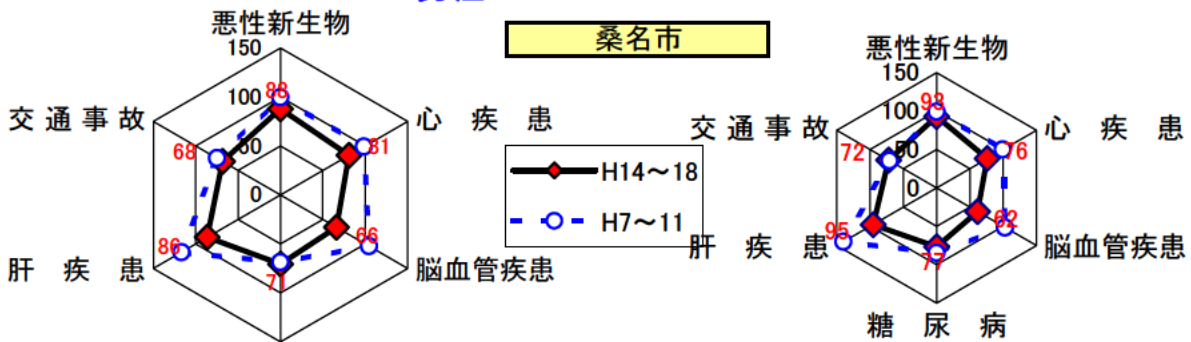 悪性新生物
150
100
50
0
88
81
66
71
86
68
心疾患
脳血管疾患
肝疾患
交通事故
桑名市
H14～18
H7～11
悪性新生物
150
100
50
0
93
76
62
77
95
72
心疾患
脳血管疾患
糖尿病
肝疾患
交通事故